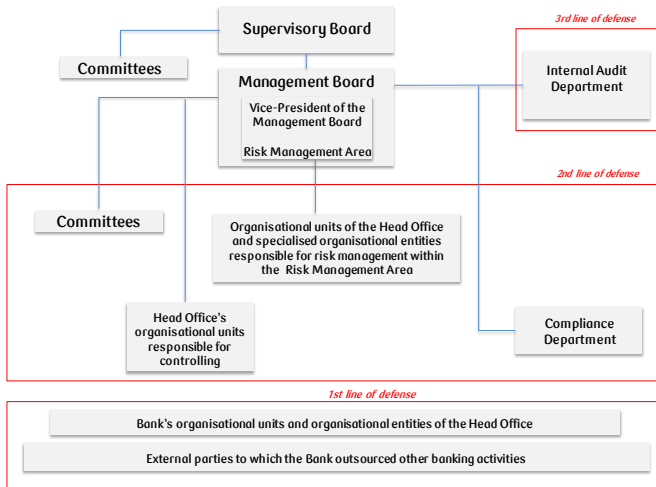 3rd line of defense
Supervisory Board
Committees
Management Board
Vice-President of the
Management Board
Risk Management Area
Internal Audit
Department
2nd line of defense
Committees
Organisational units of the Head Office
and specialised organisational entities
responsible for risk management within
the Risk Management Area
Head Office's
organisational units
responsible for
controlling
Compliance
Department
1st line of defense
Bank's organisational units and organisational entities of the Head Office
External parties to which the Bank outsourced other banking activities